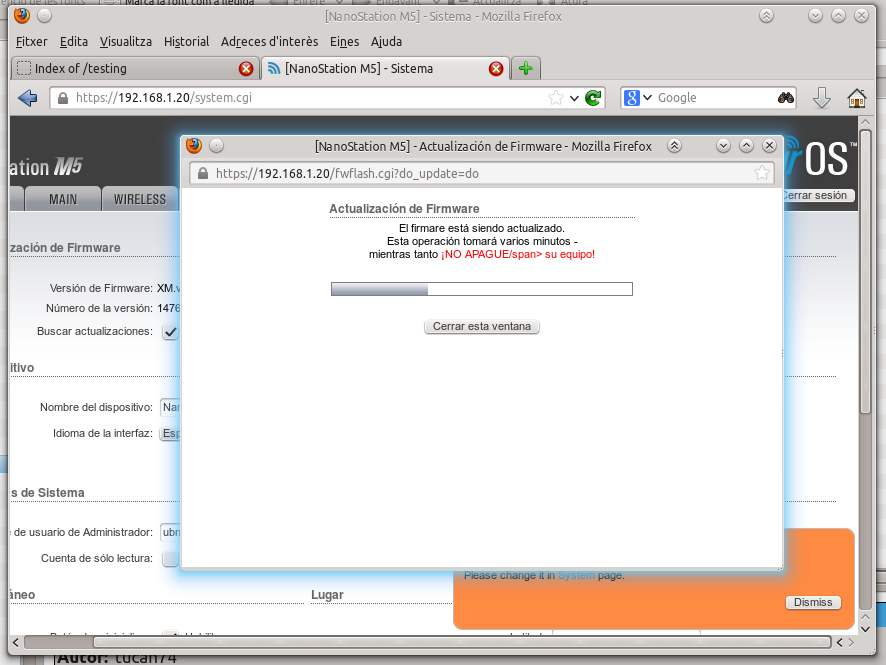 Marca la font com a llegida
[NanoStation M5] - Sistema - Mozilla Firefox
Fitxer Edita Visualitza Historial Adreces d'interès Eines Ajuda
Index of /testing
[NanoStation M5] - Sistema
https://192.168.1.20/system.cgi
Google
[NanoStation M5] - Actualización de Firmware - Mozilla Firefox
https://192.168.1.20/fwflash.cgi?do_update=do
ation M5
rOS™
MAIN WIRELESS
Cerrar sesión
Actualización de Firmware
El firmare está siendo actualizado.
Esta operación tomará varios minutos -
mientras tanto ¡NO APAGUE/span> su equipo!
Cerrar esta ventana
zación de Firmware
Versión de Firmware: XM.v
Número de la versión: 1476
Buscar actualizaciones:
itivo
Nombre del dispositivo: Nan
Idioma de la interfaz: Esp
s de Sistema
de usuario de Administrador: ubn
Cuenta de sólo lectura:
Please change it in System page.
Dismiss
áneo
Lugar
Autor: tucan74